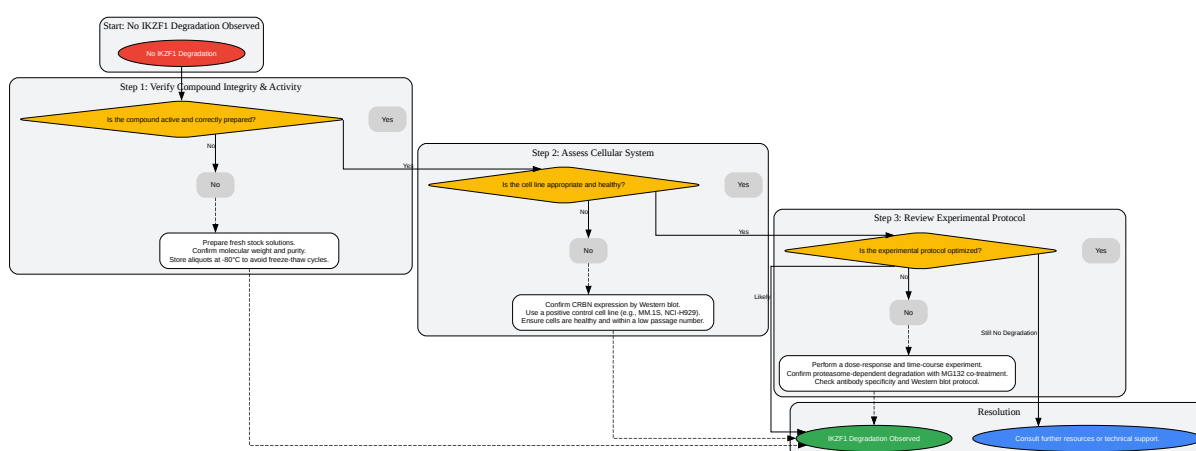 Start: No IKZF1 Degradation Observed
No IKZF1 Degradation
Step 1: Verify Compound Integrity & Activity
Is the compound active and correctly prepared?
Yes
No
No
Prepare fresh stock solutions.
Confirm molecular weight and purity.
Store aliquots at -80°C to avoid freeze-thaw cycles.
Yes
Step 2: Assess Cellular System
Is the cell line appropriate and healthy?
Yes
No
No
Confirm CRBN expression by Western blot.
Use a positive control cell line (e.g., MM.1S, NCI-H929).
Ensure cells are healthy and within a low passage number.
Yes
Step 3: Review Experimental Protocol
Is the experimental protocol optimized?
Yes
No
No
Likely
Still No Degradation
Perform a dose-response and time-course experiment.
Confirm proteasome-dependent degradation with MG132 co-treatment.
Check antibody specificity and Western blot protocol.
Resolution
IKZF1 Degradation Observed
Consult further resources or technical support.